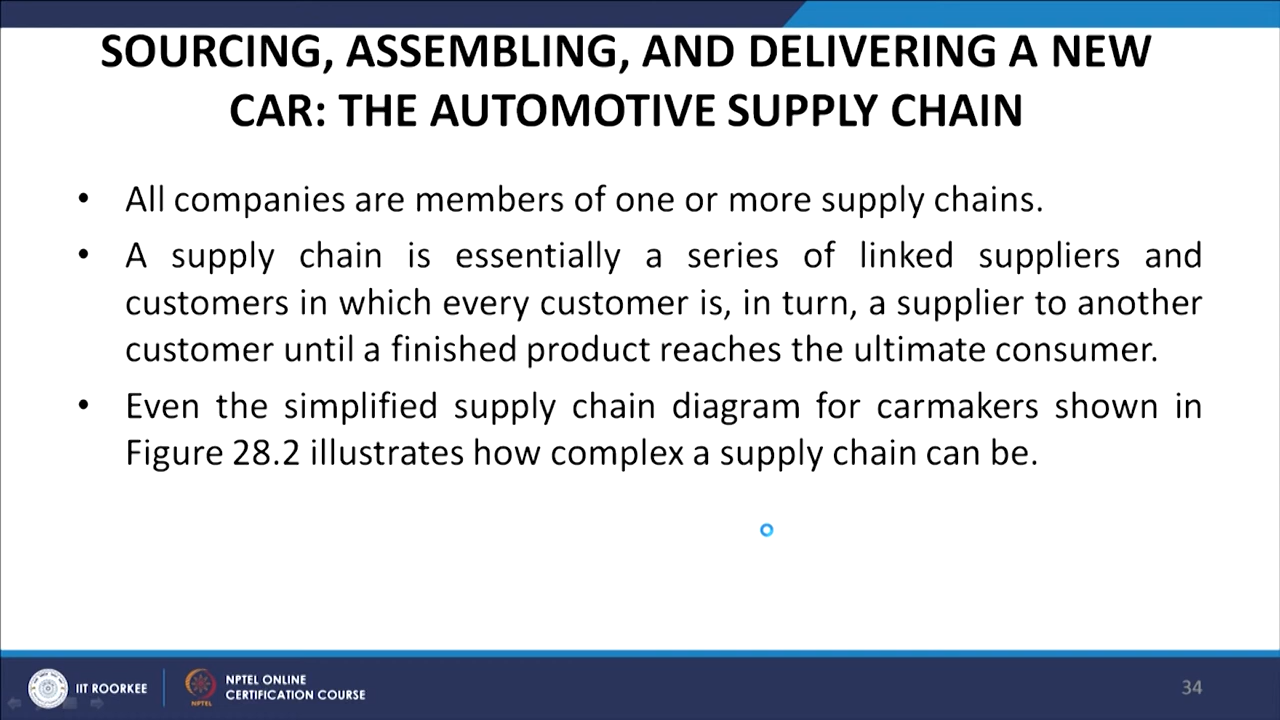 SOURCING, ASSEMBLING, AND DELIVERING A NEW
CAR: THE AUTOMOTIVE SUPPLY CHAIN
• All companies are members of one or more supply chains.
• A supply chain is essentially a series of linked suppliers and
customers in which every customer is, in turn, a supplier to another
customer until a finished product reaches the ultimate consumer.
• Even the simplified supply chain diagram for carmakers shown in
Figure 28.2 illustrates how complex a supply chain can be.
IIT ROORKEE
NPTEL
NPTEL ONLINE
CERTIFICATION COURSE
34